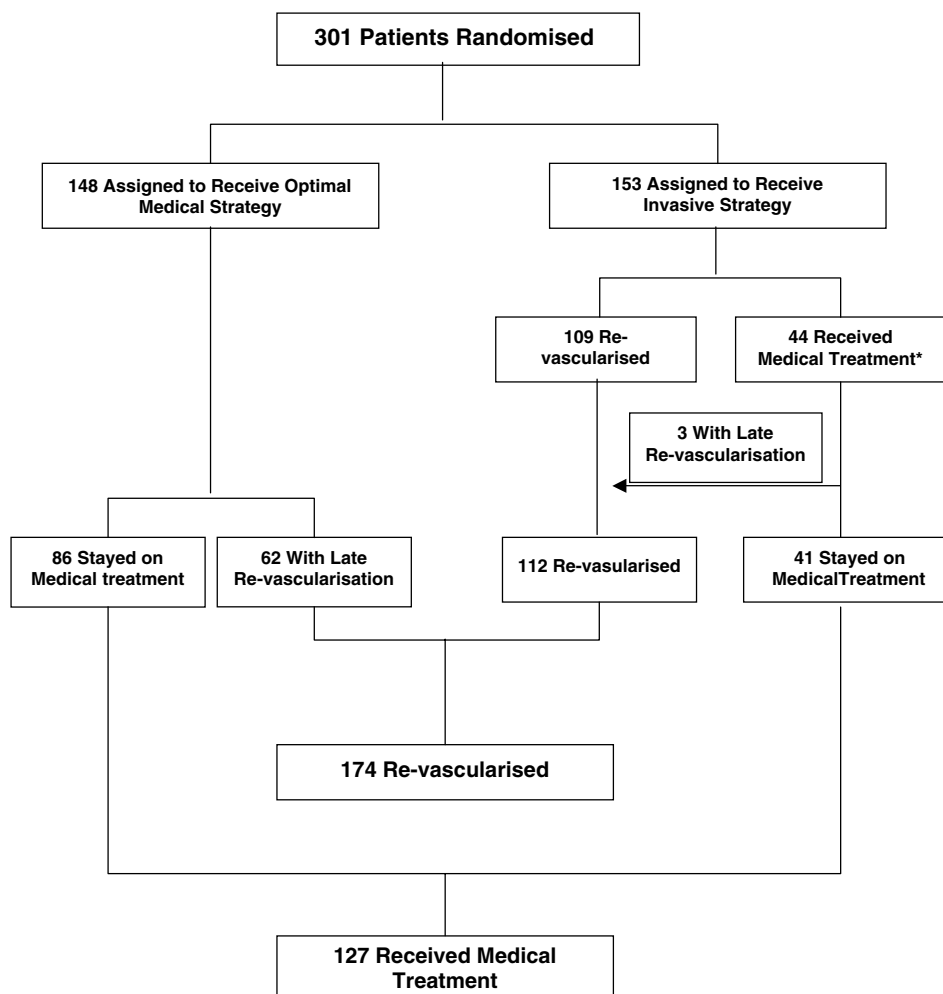 301 Patients Randomised
148 Assigned to Receive Optimal
Medical Strategy
153 Assigned to Receive
Invasive Strategy
109 Re-
vascularised
44 Received
Medical Treatment*
3 With Late
Re-vascularisation
86 Stayed on
Medical treatment
62 With Late
Re-vascularisation
112 Re-vasularised
41 Stayed on
MedicalTreatment
174 Re-vascularised
127 Received Medical
Treatment